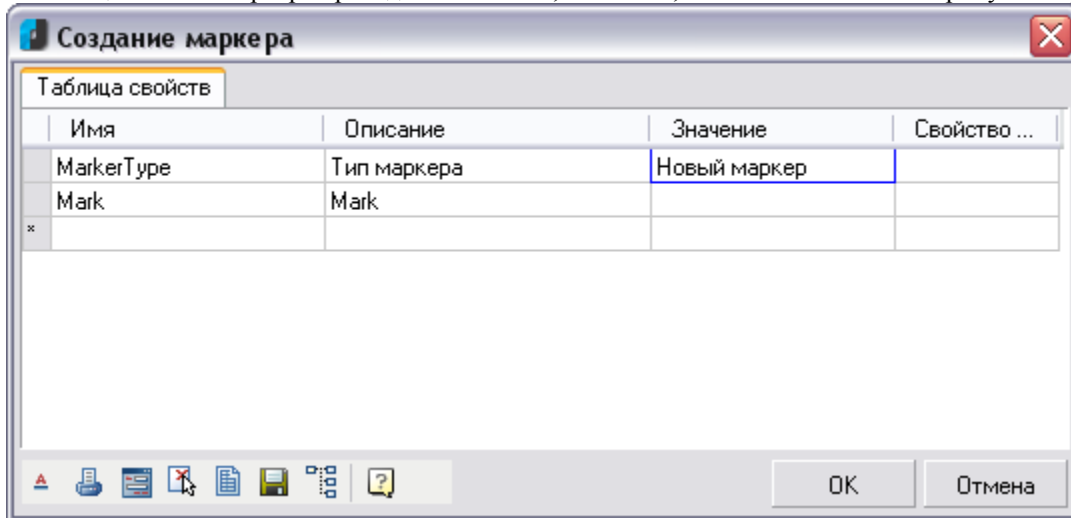 Создание маркера
Таблица свойств
Имя Описание Значение Свойство ...
MarkerType Тип маркера Новый маркер
Mark Mark
*
OK Отмена